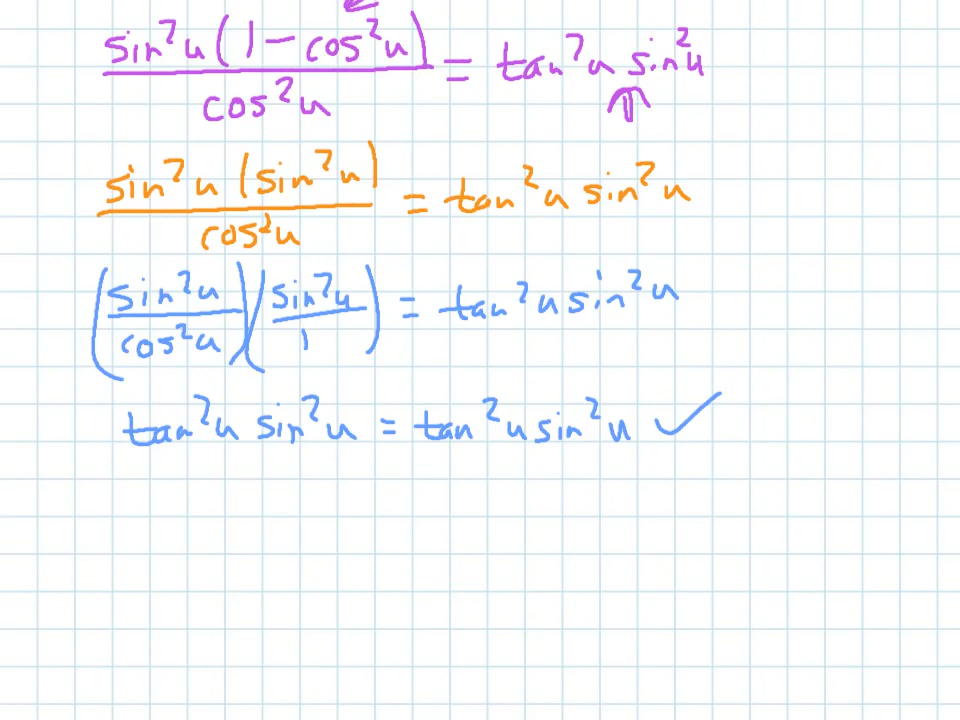 sin²u(1-cos²u)/cos²u = tan²u sin²u
sin²u(sin²u)/cos²u = tan²u sin²u
(sin²u/cos²u)(sin²u/1) = tan²u sin²u
tan²u sin²u = tan²u sin²u ✓